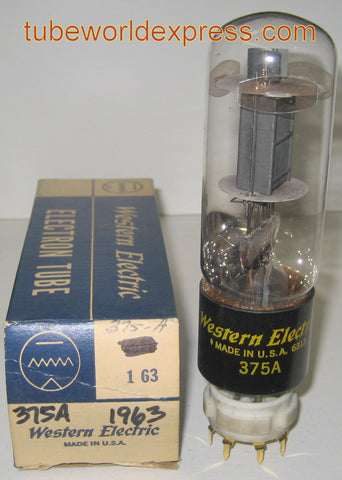 tubeworldexpress.com
Western Electric
ELECTRON TUBE
375-A
1 63
375A 1963
Western Electric
MADE IN U.S.A.
Western Electric
MADE IN U.S.A.
375A